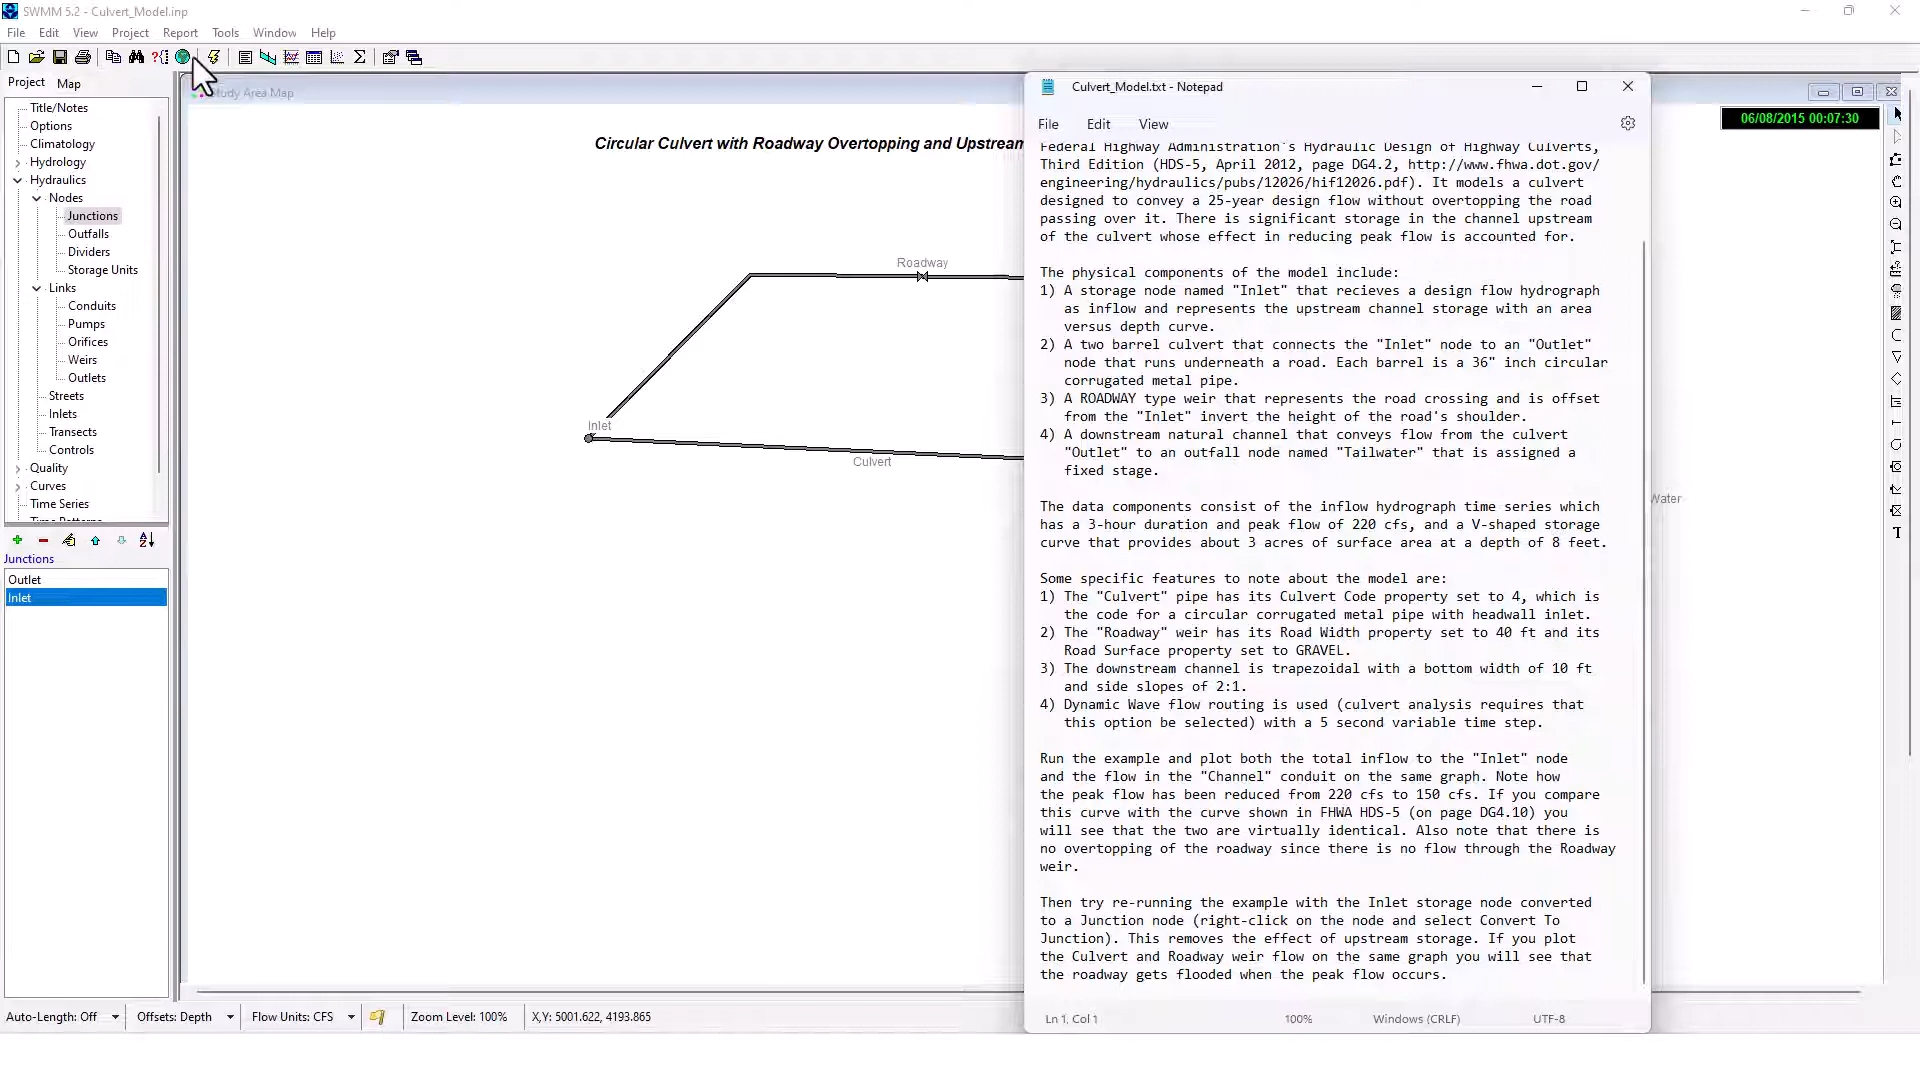 SWMM 5.2 - Culvert_Model.inp
File Edit View Project Report Tools Window Help
Project Map
Title/Notes
Options
Climatology
Hydrology
Hydraulics
Nodes
Junctions
Outfalls
Dividers
Storage Units
Links
Conduits
Pumps
Orifices
Weirs
Outlets
Streets
Inlets
Transects
Controls
Quality
Curves
Time Series
Time Patterns
Junctions
Outlet
Inlet
Study Area Map
06/08/2015 00:07:30
Circular Culvert with Roadway Overtopping and Upstream
Roadway
Inlet
Culvert
Water
Culvert_Model.txt - Notepad
File Edit View
Federal Highway Administration's Hydraulic Design of Highway Culverts,
Third Edition (HDS-5, April 2012, page DG4.2, http://www.fhwa.dot.gov/
engineering/hydraulics/pubs/12026/hif12026.pdf). It models a culvert
designed to convey a 25-year design flow without overtopping the road
passing over it. There is significant storage in the channel upstream
of the culvert whose effect in reducing peak flow is accounted for.
The physical components of the model include:
1) A storage node named "Inlet" that recieves a design flow hydrograph
as inflow and represents the upstream channel storage with an area
versus depth curve.
2) A two barrel culvert that connects the "Inlet" node to an "Outlet"
node that runs underneath a road. Each barrel is a 36" inch circular
corrugated metal pipe.
3) A ROADWAY type weir that represents the road crossing and is offset
from the "Inlet" invert the height of the road's shoulder.
4) A downstream natural channel that conveys flow from the culvert
"Outlet" to an outfall node named "Tailwater" that is assigned a
fixed stage.
The data components consist of the inflow hydrograph time series which
has a 3-hour duration and peak flow of 220 cfs, and a V-shaped storage
curve that provides about 3 acres of surface area at a depth of 8 feet.
Some specific features to note about the model are:
1) The "Culvert" pipe has its Culvert Code property set to 4, which is
the code for a circular corrugated metal pipe with headwall inlet.
2) The "Roadway" weir has its Road Width property set to 40 ft and its
Road Surface property set to GRAVEL.
3) The downstream channel is trapezoidal with a bottom width of 10 ft
and side slopes of 2:1.
4) Dynamic Wave flow routing is used (culvert analysis requires that
this option be selected) with a 5 second variable time step.
Run the example and plot both the total inflow to the "Inlet" node
and the flow in the "Channel" conduit on the same graph. Note how
the peak flow has been reduced from 220 cfs to 150 cfs. If you compare
this curve with the curve shown in FHWA HDS-5 (on page DG4.10) you
will see that the two are virtually identical. Also note that there is
no overtopping of the roadway since there is no flow through the Roadway
weir.
Then try re-running the example with the Inlet storage node converted
to a Junction node (right-click on the node and select Convert To
Junction). This removes the effect of upstream storage. If you plot
the Culvert and Roadway weir flow on the same graph you will see that
the roadway gets flooded when the peak flow occurs.
Ln 1, Col 1 100% Windows (CRLF) UTF-8
Auto-Length: Off Offsets: Depth Flow Units: CFS Zoom Level: 100% X,Y: 5001.622, 4193.865